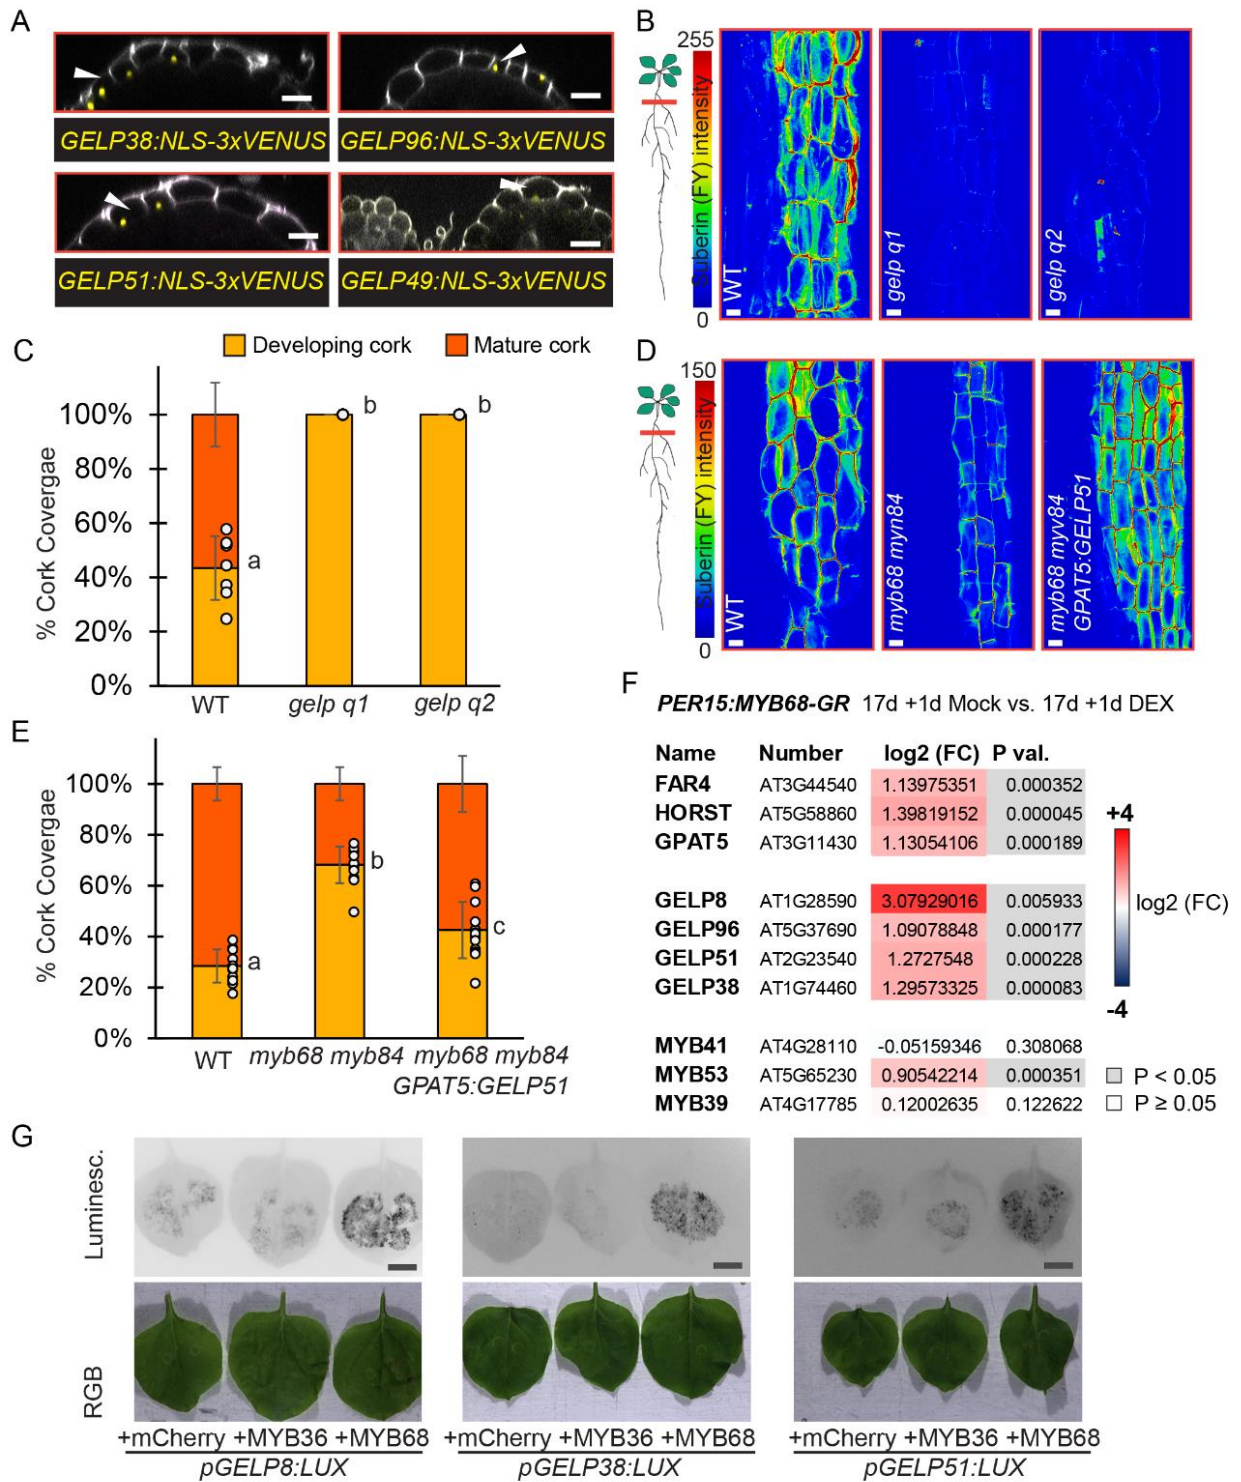 A
GELP38:NLS-3xVENUS
GELP96:NLS-3xVENUS
GELP51:NLS-3xVENUS
GELP49:NLS-3xVENUS
B
255
Suberin (FY) intensity
0
WT
gelp q1
gelp q2
C
Developing cork
Mature cork
% Cork Covergae
100%
80%
60%
40%
20%
0%
a
b
b
WT
gelp q1
gelp q2
D
150
Suberin (FY) intensity
0
WT
myb68 myn84
myb68 myv84
GPAT5:GELP51
E
% Cork Covergae
100%
80%
60%
40%
20%
0%
a
b
c
WT
myb68 myb84
myb68 myb84
GPAT5:GELP51
F
PER15:MYB68-GR 17d +1d Mock vs. 17d +1d DEX
Name Number log2 (FC) P val.
FAR4 AT3G44540 1.13975351 0.000352
HORST AT5G58860 1.39819152 0.000045
GPAT5 AT3G11430 1.13054106 0.000189
GELP8 AT1G28590 3.07929016 0.005933
GELP96 AT5G37690 1.09078848 0.000177
GELP51 AT2G23540 1.2727548 0.000228
GELP38 AT1G74460 1.29573325 0.000083
MYB41 AT4G28110 -0.05159346 0.308068
MYB53 AT5G65230 0.90542214 0.000351
MYB39 AT4G17785 0.12002635 0.122622
+4
log2 (FC)
-4
P < 0.05
P ≥ 0.05
G
Luminesc.
RGB
+mCherry +MYB36 +MYB68
pGELP8:LUX
+mCherry +MYB36 +MYB68
pGELP38:LUX
+mCherry +MYB36 +MYB68
pGELP51:LUX